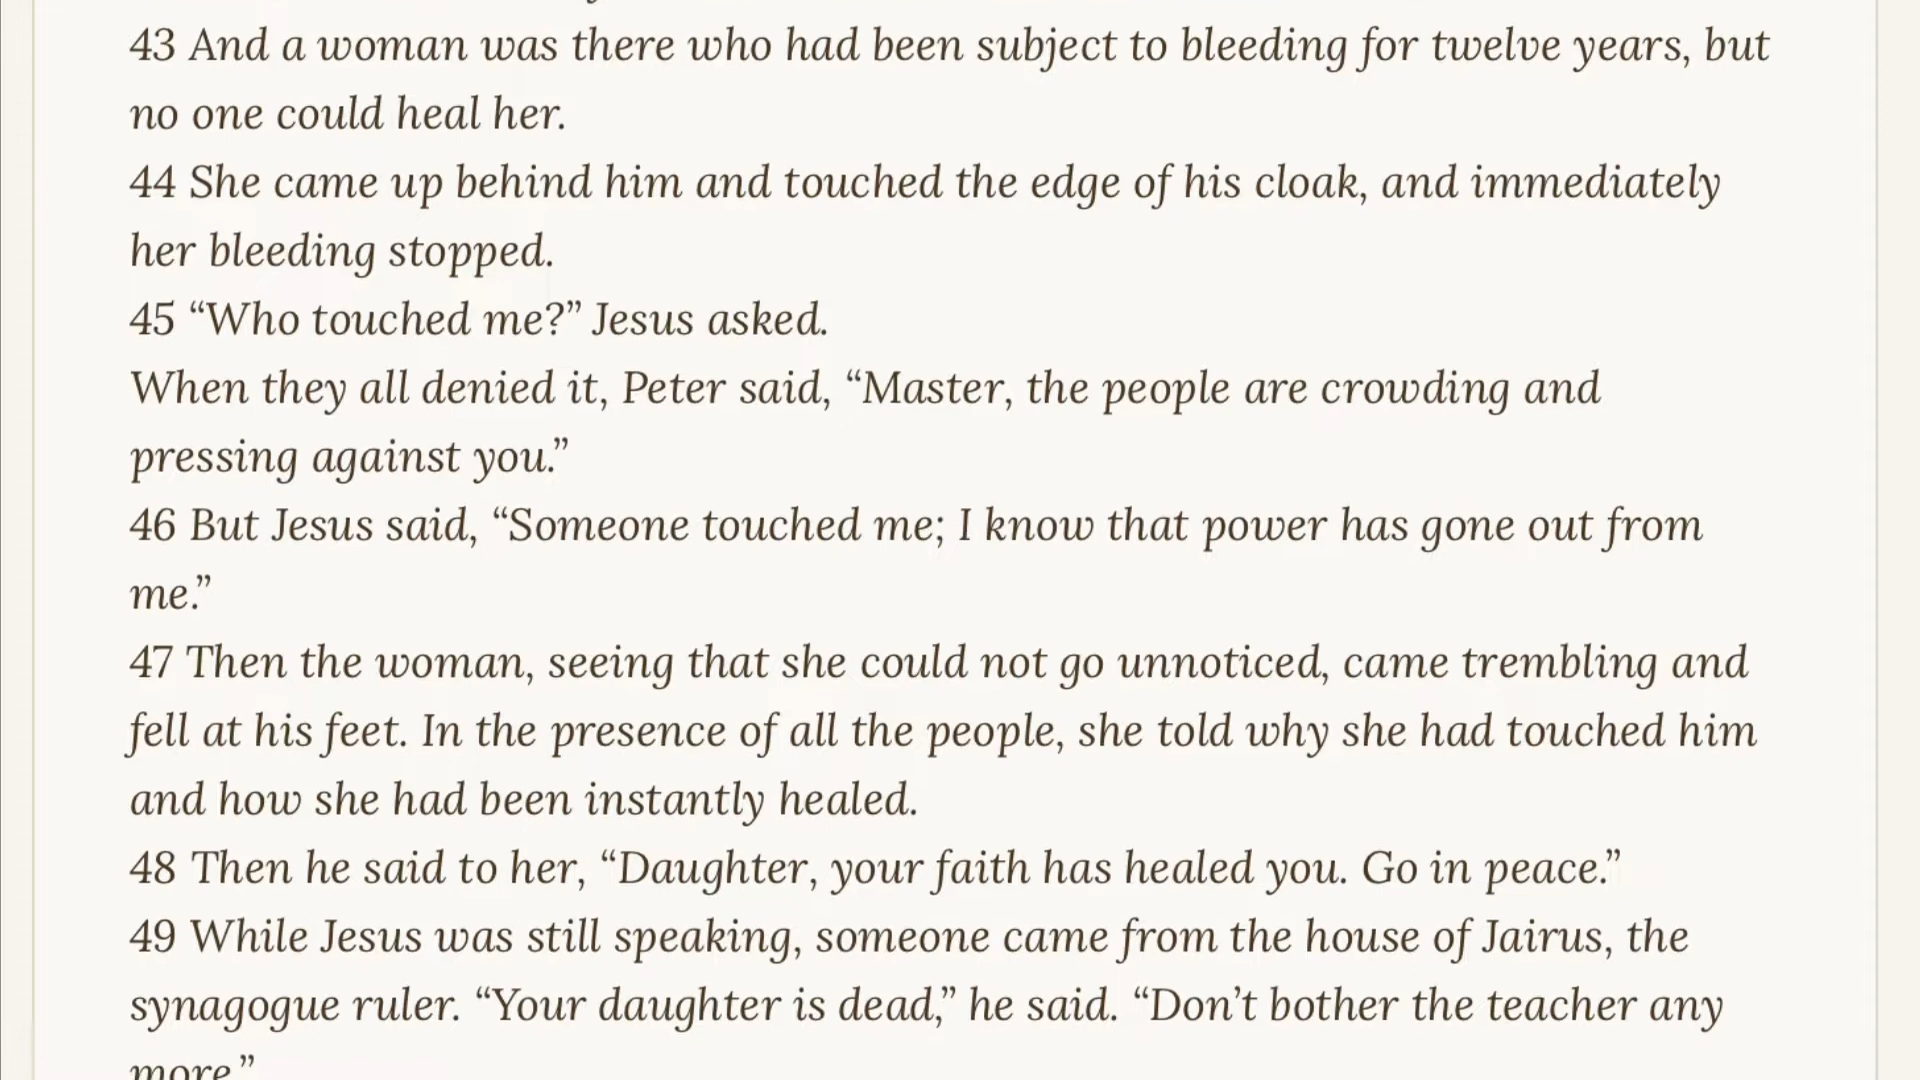 43 And a woman was there who had been subject to bleeding for twelve years, but
no one could heal her.
44 She came up behind him and touched the edge of his cloak, and immediately
her bleeding stopped.
45 “Who touched me?” Jesus asked.
When they all denied it, Peter said, “Master, the people are crowding and
pressing against you.”
46 But Jesus said, “Someone touched me; I know that power has gone out from
me.”
47 Then the woman, seeing that she could not go unnoticed, came trembling and
fell at his feet. In the presence of all the people, she told why she had touched him
and how she had been instantly healed.
48 Then he said to her, “Daughter, your faith has healed you. Go in peace.”
49 While Jesus was still speaking, someone came from the house of Jairus, the
synagogue ruler. “Your daughter is dead,” he said. “Don’t bother the teacher any
more.”